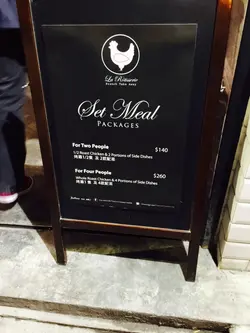 La Rôtisserie
French Take Away
Set Meal
PACKAGES
For Two People
$140
1/2 Roast Chicken & 2 Portions of Side Dishes
For Four People
$260
Whole Roast Chicken & 4 Portions of Side Dishes